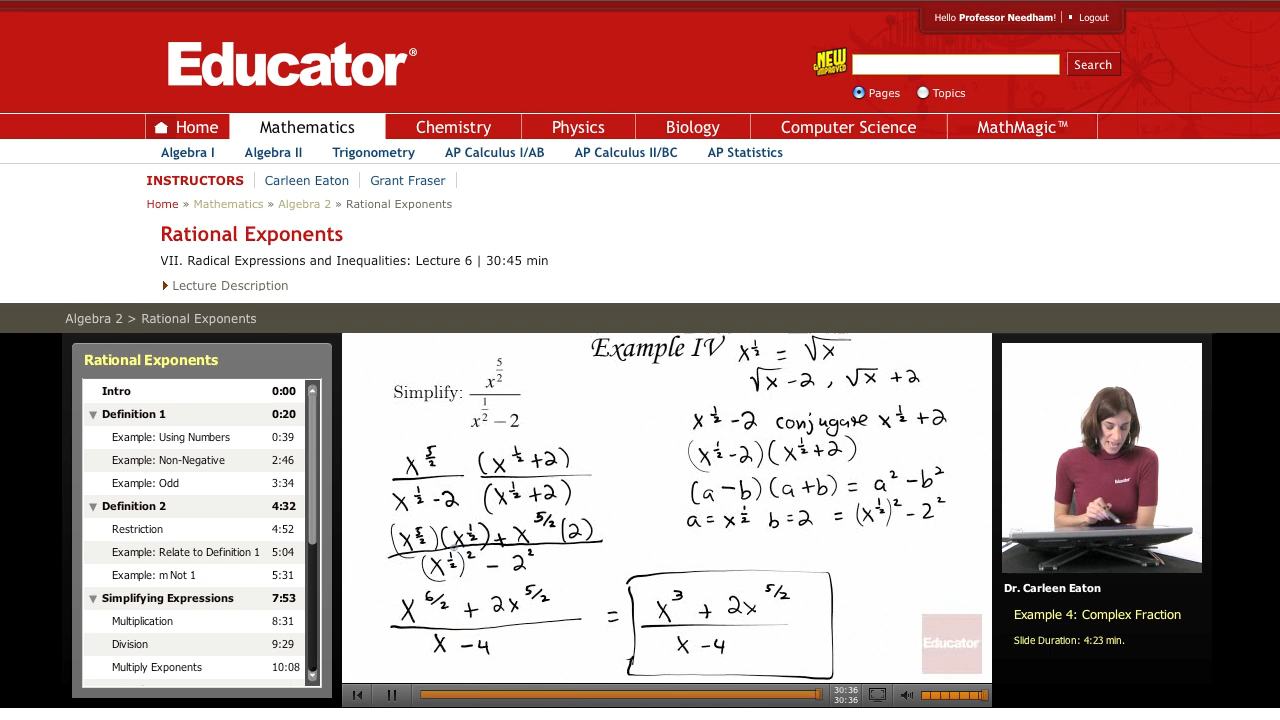 Hello Professor Needham! Logout
Educator®
NEW
& IMPROVED
Search
Pages Topics
Home Mathematics Chemistry Physics Biology Computer Science MathMagic™
Algebra I Algebra II Trigonometry AP Calculus I/AB AP Calculus II/BC AP Statistics
INSTRUCTORS Carleen Eaton Grant Fraser
Home » Mathematics » Algebra 2 » Rational Exponents
Rational Exponents
VII. Radical Expressions and Inequalities: Lecture 6 | 30:45 min
Lecture Description
Algebra 2 > Rational Exponents
Rational Exponents
Intro 0:00
Definition 1 0:20
Example: Using Numbers 0:39
Example: Non-Negative 2:46
Example: Odd 3:34
Definition 2 4:32
Restriction 4:52
Example: Relate to Definition 1 5:04
Example: m Not 1 5:31
Simplifying Expressions 7:53
Multiplication 8:31
Division 9:29
Multiply Exponents 10:08
Example IV
Simplify: x^(5/2) / (x^(1/2) − 2)
x^(5/2) / (x^(1/2) - 2) (x^(1/2) + 2) / (x^(1/2) + 2)
(x^(5/2))(x^(1/2)) + x^(5/2)(2)
(x^(1/2))² - 2²
x^(6/2) + 2x^(5/2) / x - 4 = x³ + 2x^(5/2) / x - 4
x^(1/2) = √x
√x - 2, √x + 2
x^(1/2) - 2 conjugate x^(1/2) + 2
(x^(1/2) - 2)(x^(1/2) + 2)
(a - b)(a + b) = a² - b²
a = x^(1/2) b = 2 = (x^(1/2))² - 2²
Educator
30:36
30:36
Dr. Carleen Eaton
Example 4: Complex Fraction
Slide Duration: 4:23 min.